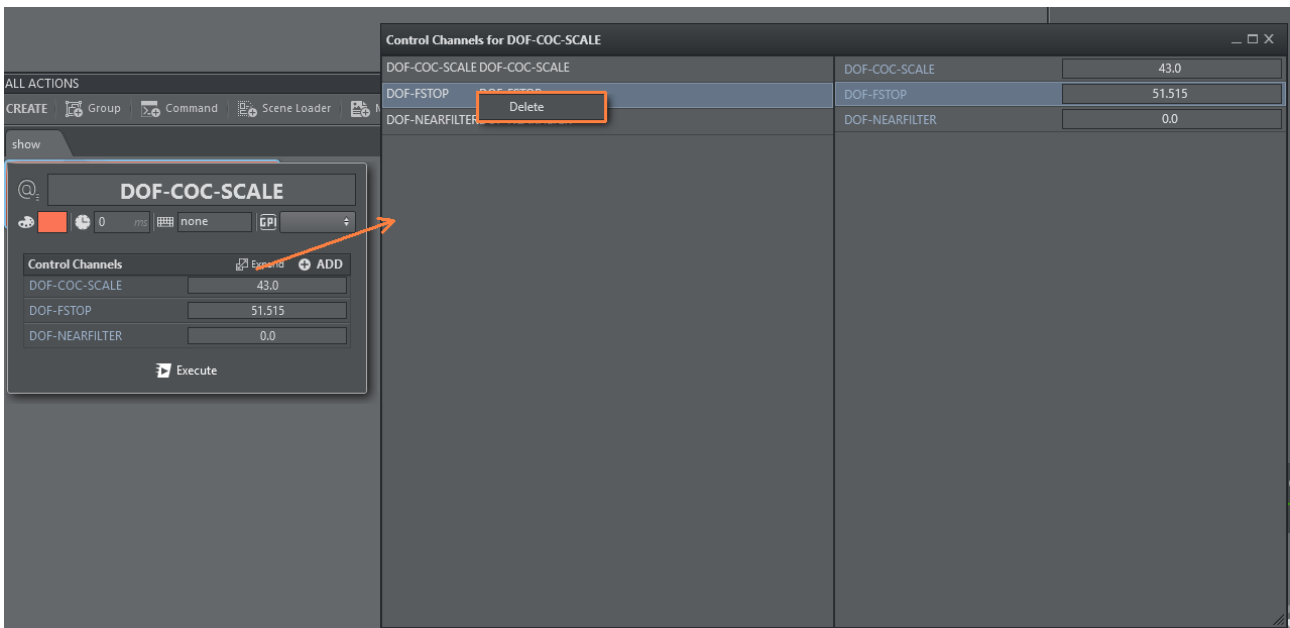 ALL ACTIONS
CREATE Group Command Scene Loader
show
@
DOF-COC-SCALE
0 ms none GPI
Control Channels Expand ADD
DOF-COC-SCALE 43.0
DOF-FSTOP 51.515
DOF-NEARFILTER 0.0
Execute
Control Channels for DOF-COC-SCALE
DOF-COC-SCALE DOF-COC-SCALE
DOF-FSTOP DOF-FSTOP
Delete
DOF-NEARFILTER
DOF-COC-SCALE 43.0
DOF-FSTOP 51.515
DOF-NEARFILTER 0.0